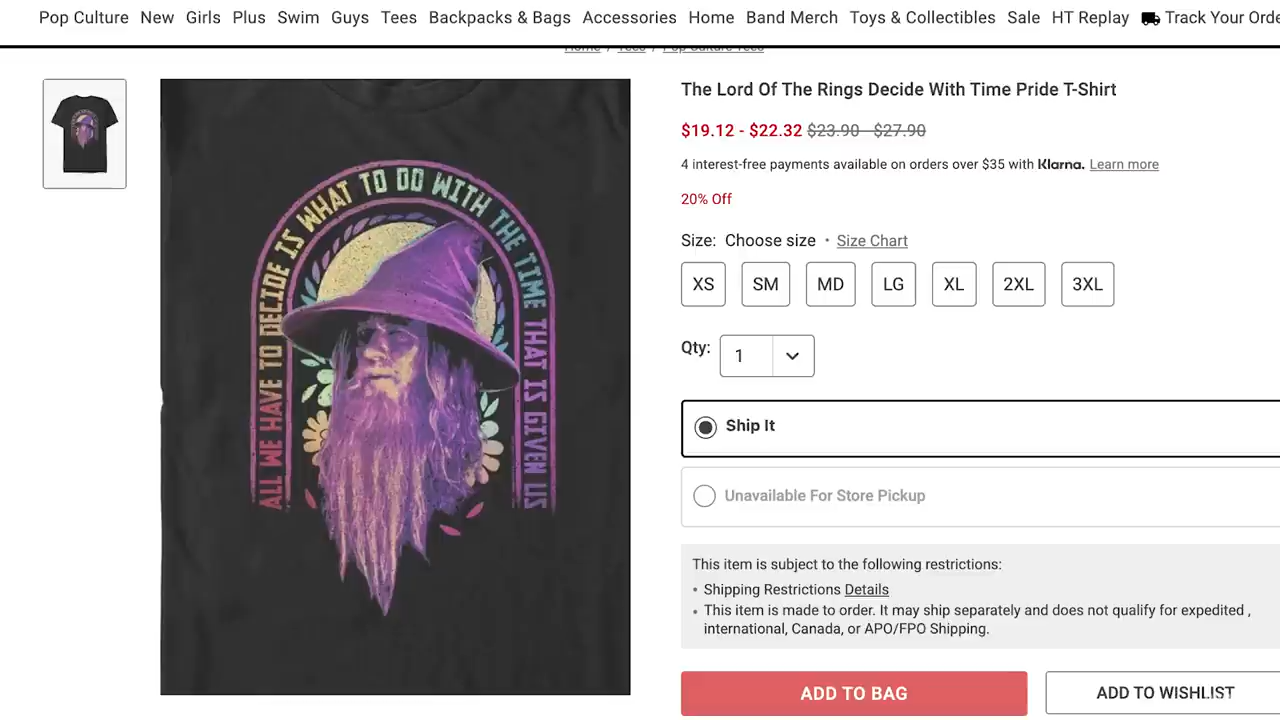 Pop Culture New Girls Plus Swim Guys Tees Backpacks & Bags Accessories Home Band Merch Toys & Collectibles Sale HT Replay Track Your Orde
Home / Tees / Pop Culture Tees
The Lord Of The Rings Decide With Time Pride T-Shirt
$19.12 - $22.32 $23.90 - $27.90
4 interest-free payments available on orders over $35 with Klarna. Learn more
20% Off
Size: Choose size • Size Chart
XS SM MD LG XL 2XL 3XL
Qty: 1
Ship It
Unavailable For Store Pickup
This item is subject to the following restrictions:
• Shipping Restrictions Details
• This item is made to order. It may ship separately and does not qualify for expedited ,
international, Canada, or APO/FPO Shipping.
ADD TO BAG ADD TO WISHLIST
ALL WE HAVE TO DECIDE IS WHAT TO DO WITH THE TIME THAT IS GIVEN US